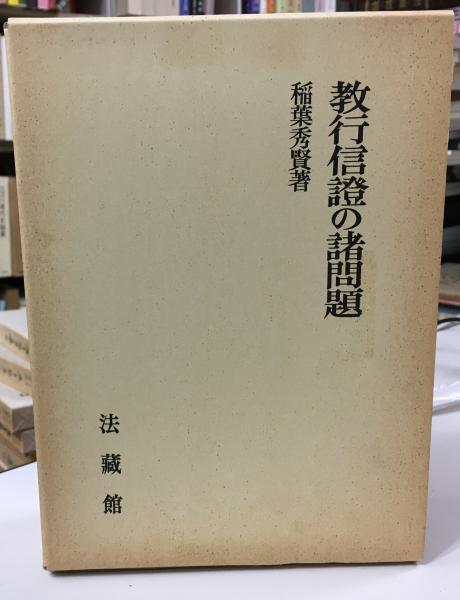 教行信證の諸問題
稲葉秀賢著
法藏館